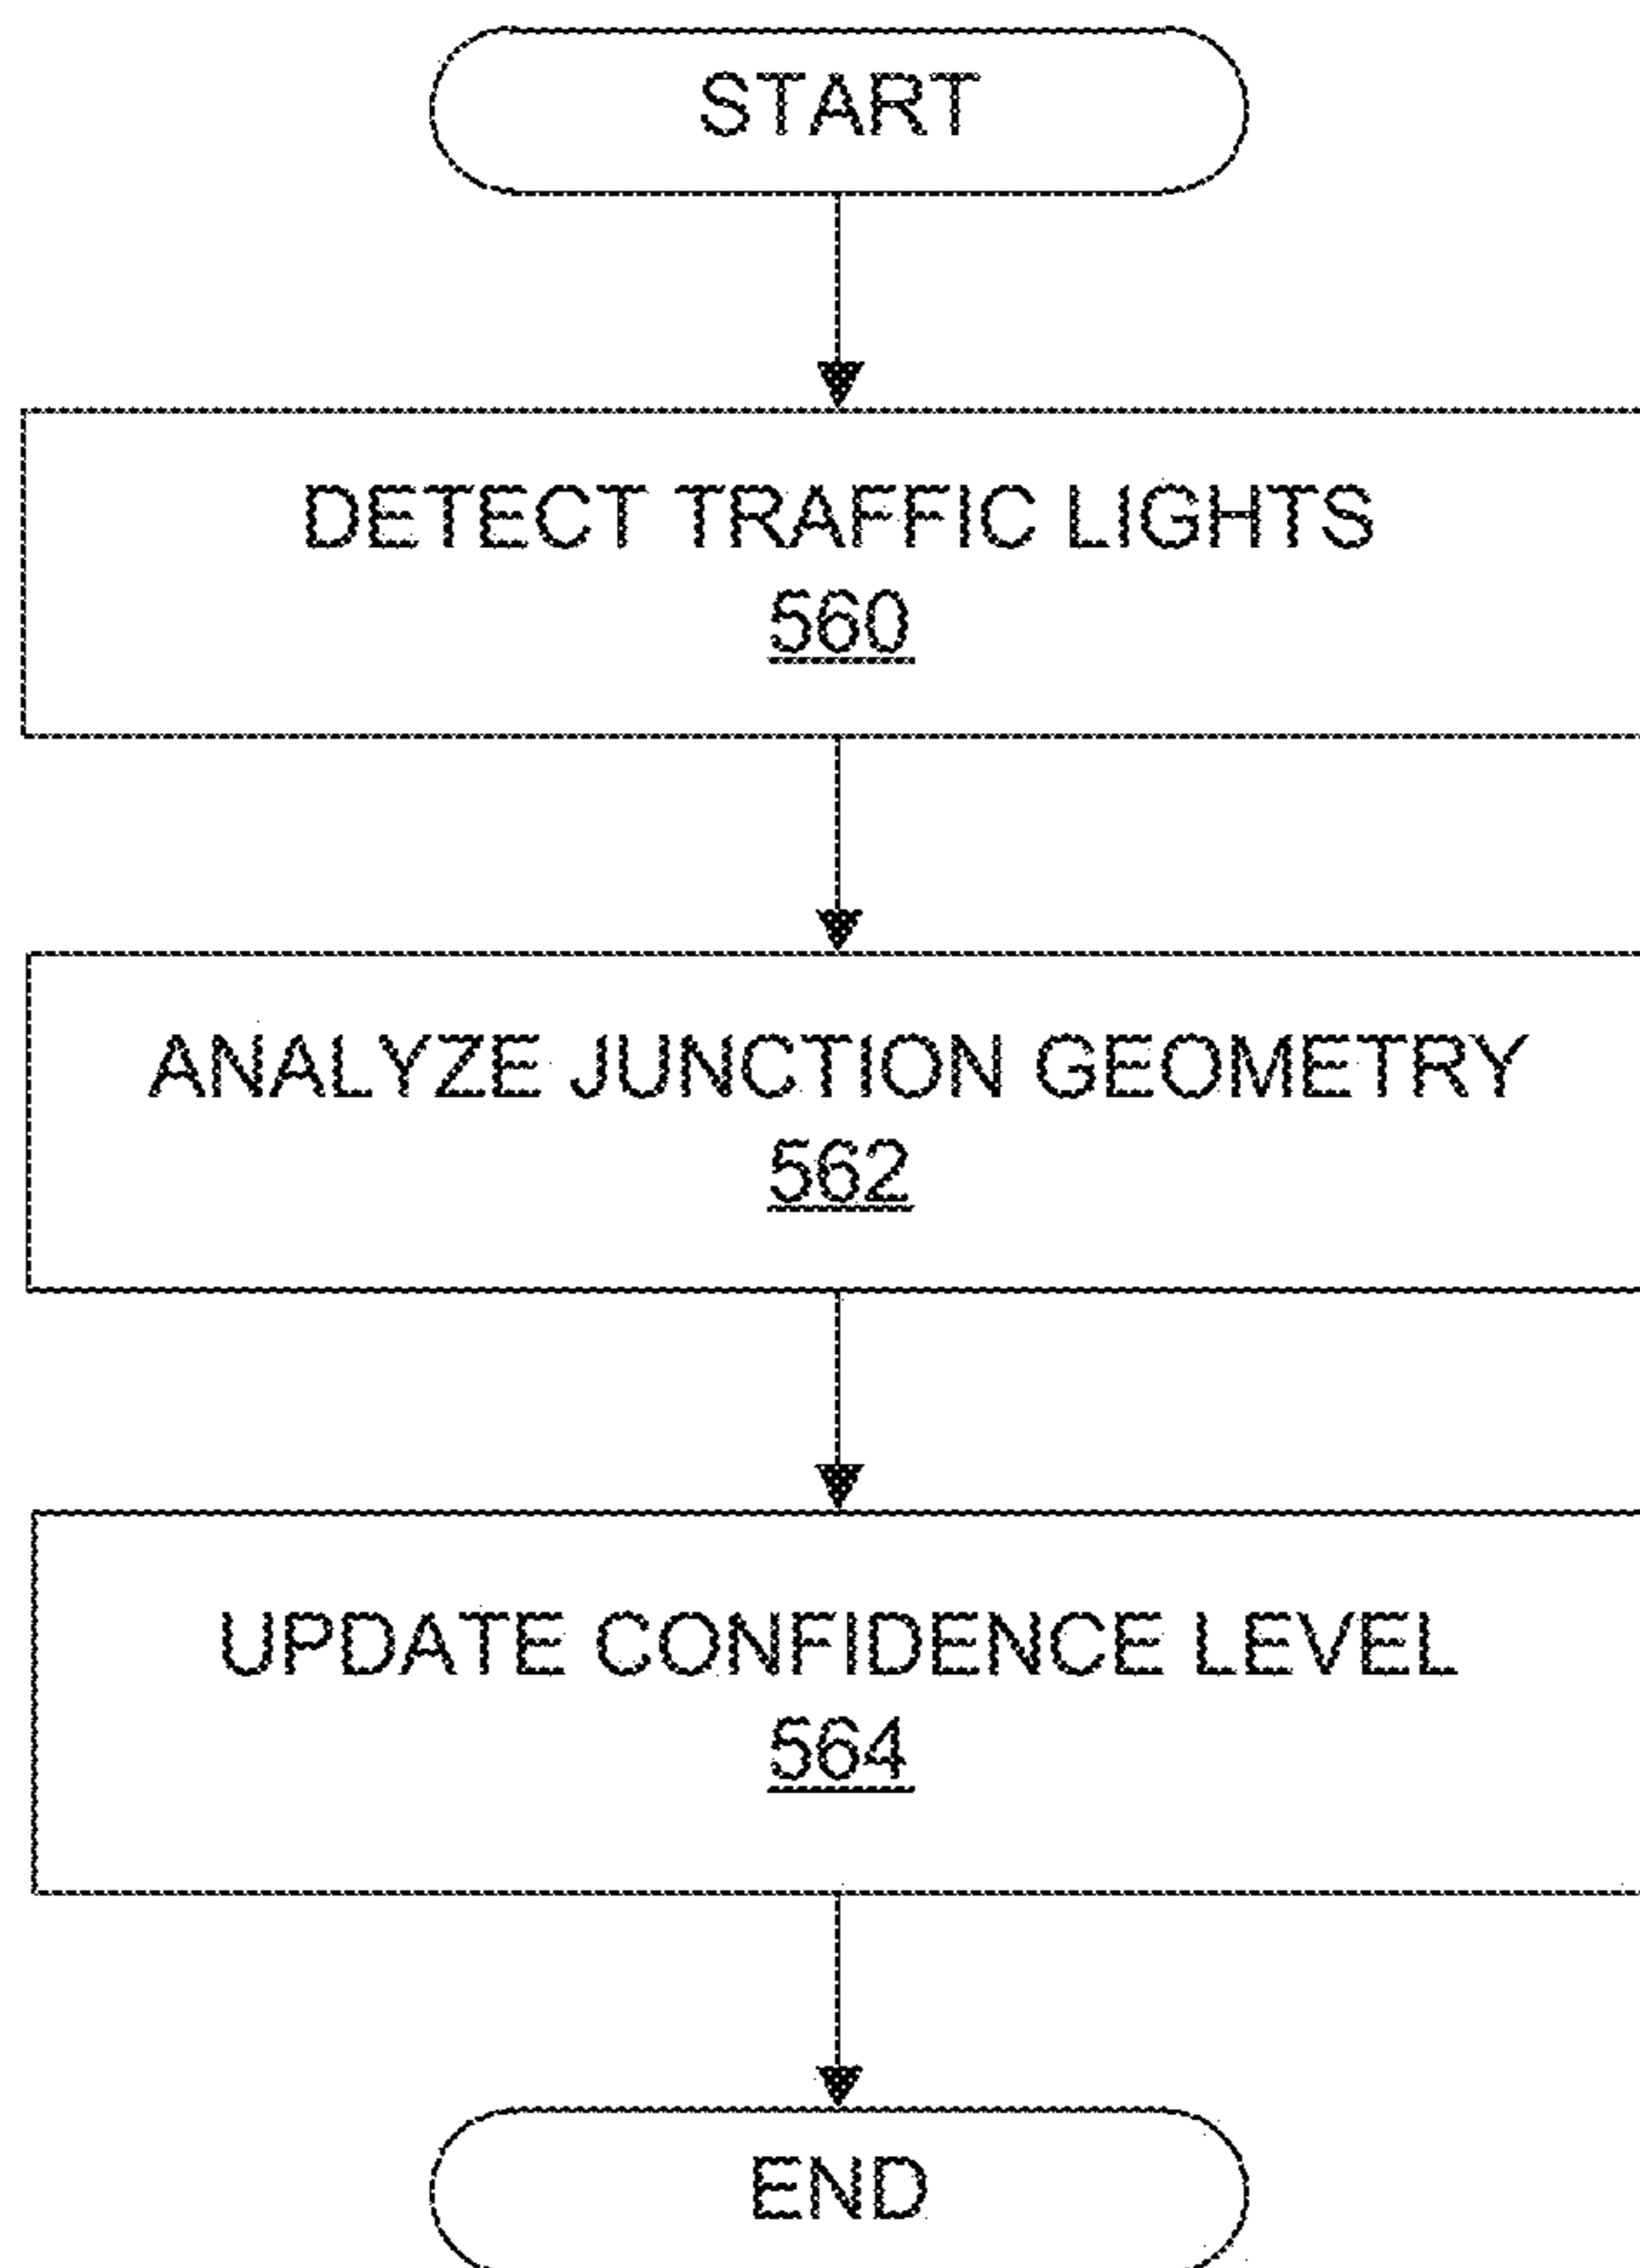 START
DETECT TRAFFIC LIGHTS
560
ANALYZE JUNCTION GEOMETRY
562
UPDATE CONFIDENCE LEVEL
564
END